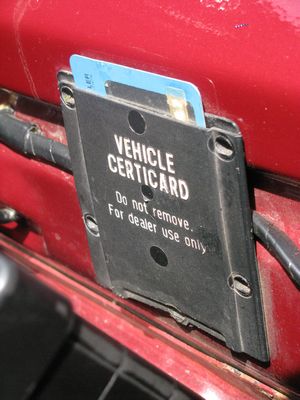 VEHICLE
CERTICARD
Do not remove.
For dealer use only